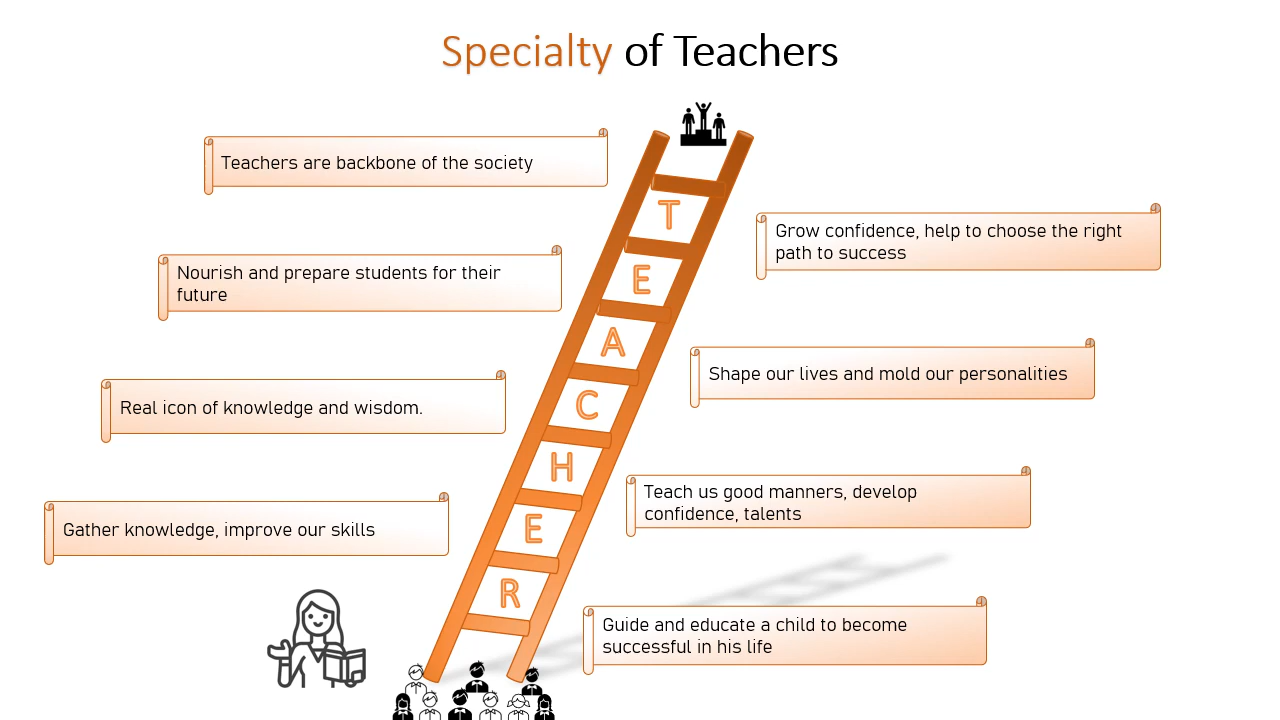 Specialty of Teachers
Teachers are backbone of the society
Nourish and prepare students for their
future
Real icon of knowledge and wisdom.
Gather knowledge, improve our skills
T
E
A
C
H
E
R
Grow confidence, help to choose the right
path to success
Shape our lives and mold our personalities
Teach us good manners, develop
confidence, talents
Guide and educate a child to become
successful in his life